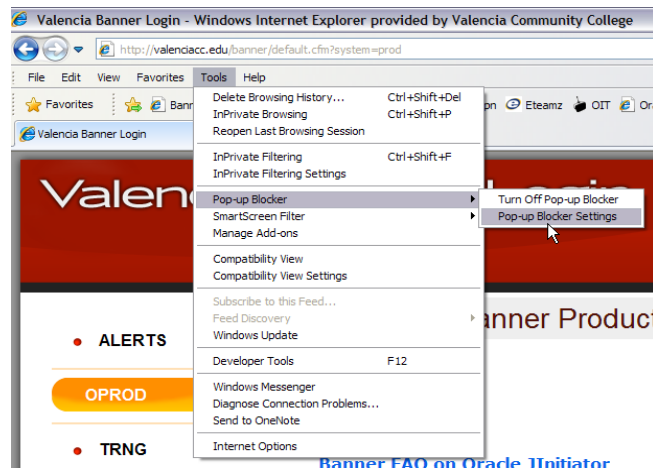 Valencia Banner Login - Windows Internet Explorer provided by Valencia Community College
http://valenciacc.edu/banner/default.cfm?system=prod
File Edit View Favorites Tools Help
Favorites Bann Eteamz OIT
Valencia Banner Login
Delete Browsing History... Ctrl+Shift+Del
InPrivate Browsing Ctrl+Shift+P
Reopen Last Browsing Session
InPrivate Filtering Ctrl+Shift+F
InPrivate Filtering Settings
Pop-up Blocker
Turn Off Pop-up Blocker
SmartScreen Filter
Pop-up Blocker Settings
Manage Add-ons
Compatibility View
Compatibility View Settings
Subscribe to this Feed...
Feed Discovery
Windows Update
Developer Tools F12
Windows Messenger
Diagnose Connection Problems...
Send to OneNote
Internet Options
Valen
anner Produc
ALERTS
OPROD
TRNG
Banner FAQ on Oracle JInitiator